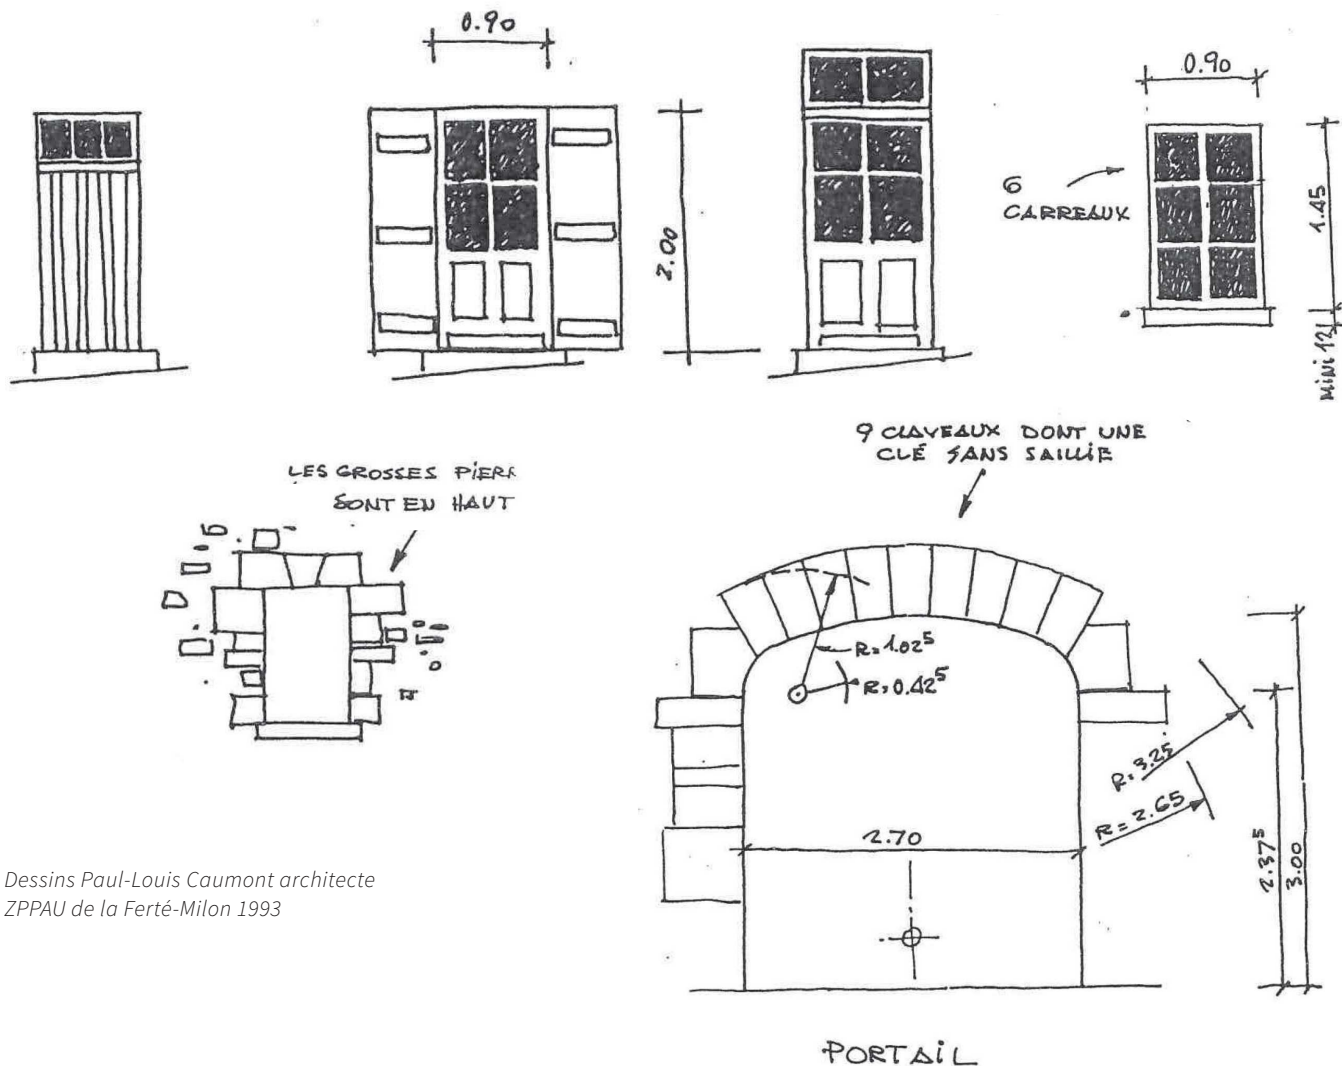 0.90
0.90
2.00
6
CARREAUX
1.45
MINI 12
9 CLAVEAUX DONT UNE
CLÉ SANS SAILLIE
LES GROSSES PIERR
SONT EN HAUT
R=1.02⁵
R=0.42⁵
R=3.25
R=2.65
2.70
2.37⁵
3.00
Dessins Paul-Louis Caumont architecte
ZPPAU de la Ferté-Milon 1993
PORTAIL